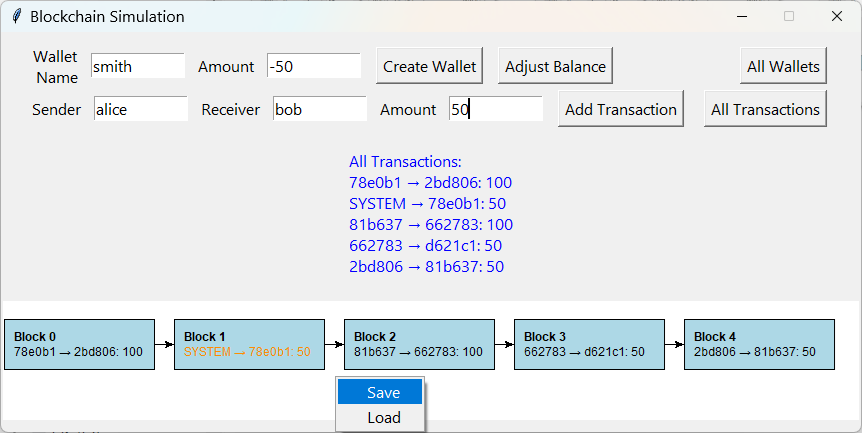 Blockchain Simulation
Wallet Name smith Amount -50 Create Wallet Adjust Balance All Wallets
Sender alice Receiver bob Amount 50 Add Transaction All Transactions
All Transactions:
78e0b1 → 2bd806: 100
SYSTEM → 78e0b1: 50
81b637 → 662783: 100
662783 → d621c1: 50
2bd806 → 81b637: 50
Block 0
78e0b1 → 2bd806: 100
Block 1
SYSTEM → 78e0b1: 50
Block 2
81b637 → 662783: 100
Block 3
662783 → d621c1: 50
Block 4
2bd806 → 81b637: 50
Save
Load